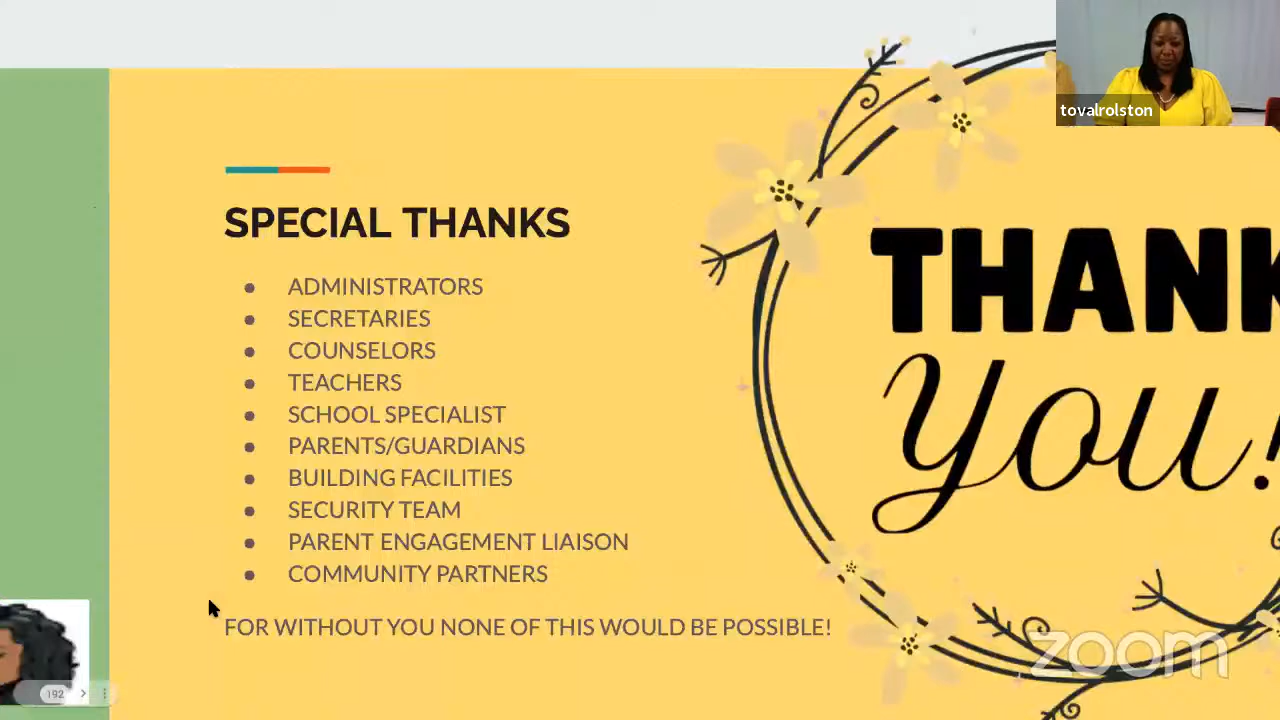 tovalrolston
SPECIAL THANKS
ADMINISTRATORS
SECRETARIES
COUNSELORS
TEACHERS
SCHOOL SPECIALIST
PARENTS/GUARDIANS
BUILDING FACILITIES
SECURITY TEAM
PARENT ENGAGEMENT LIAISON
COMMUNITY PARTNERS
FOR WITHOUT YOU NONE OF THIS WOULD BE POSSIBLE!
THANK
you!
zoom
192